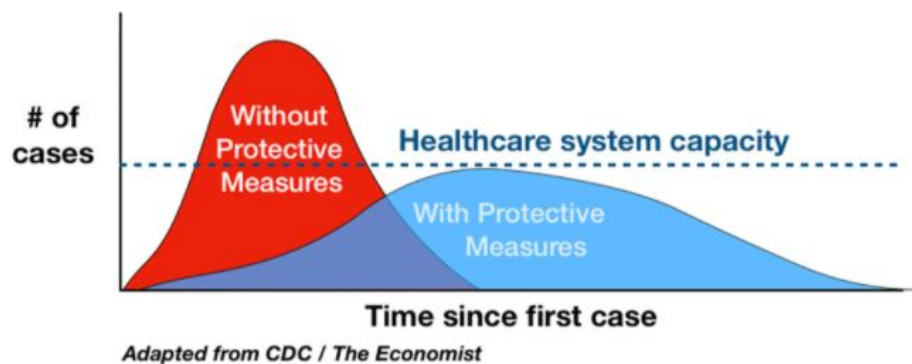 Without
Protective
Measures
# of
cases
Healthcare system capacity
With Protective
Measures
Time since first case
Adapted from CDC / The Economist